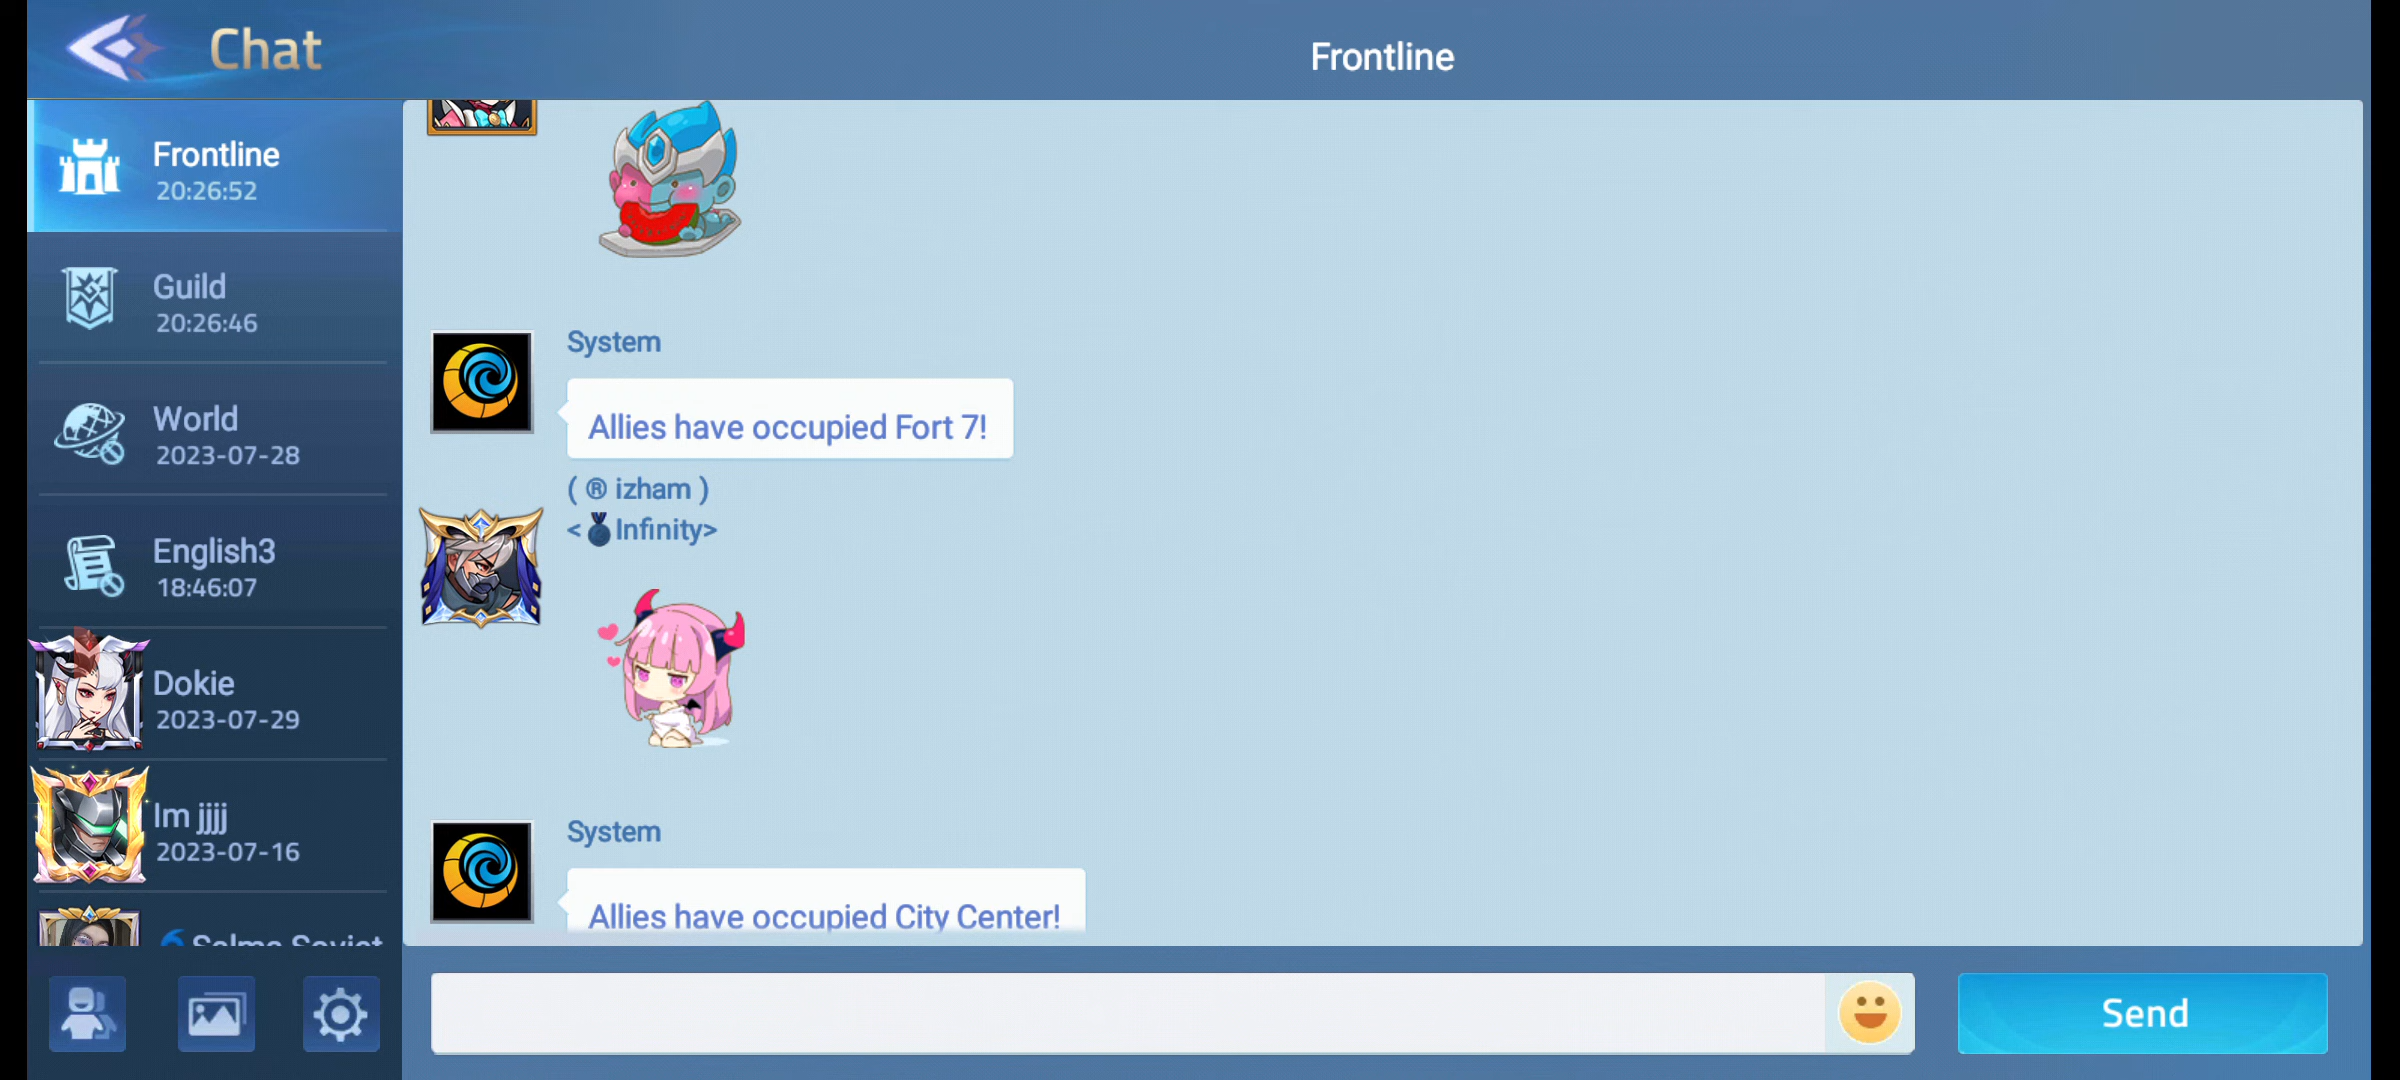 Chat
Frontline
Frontline
20:26:52
Guild
20:26:46
World
2023-07-28
English3
18:46:07
Dokie
2023-07-29
Im jjjj
2023-07-16
Salma Soviet
System
Allies have occupied Fort 7!
( ® izham )
<Infinity>
System
Allies have occupied City Center!
Send